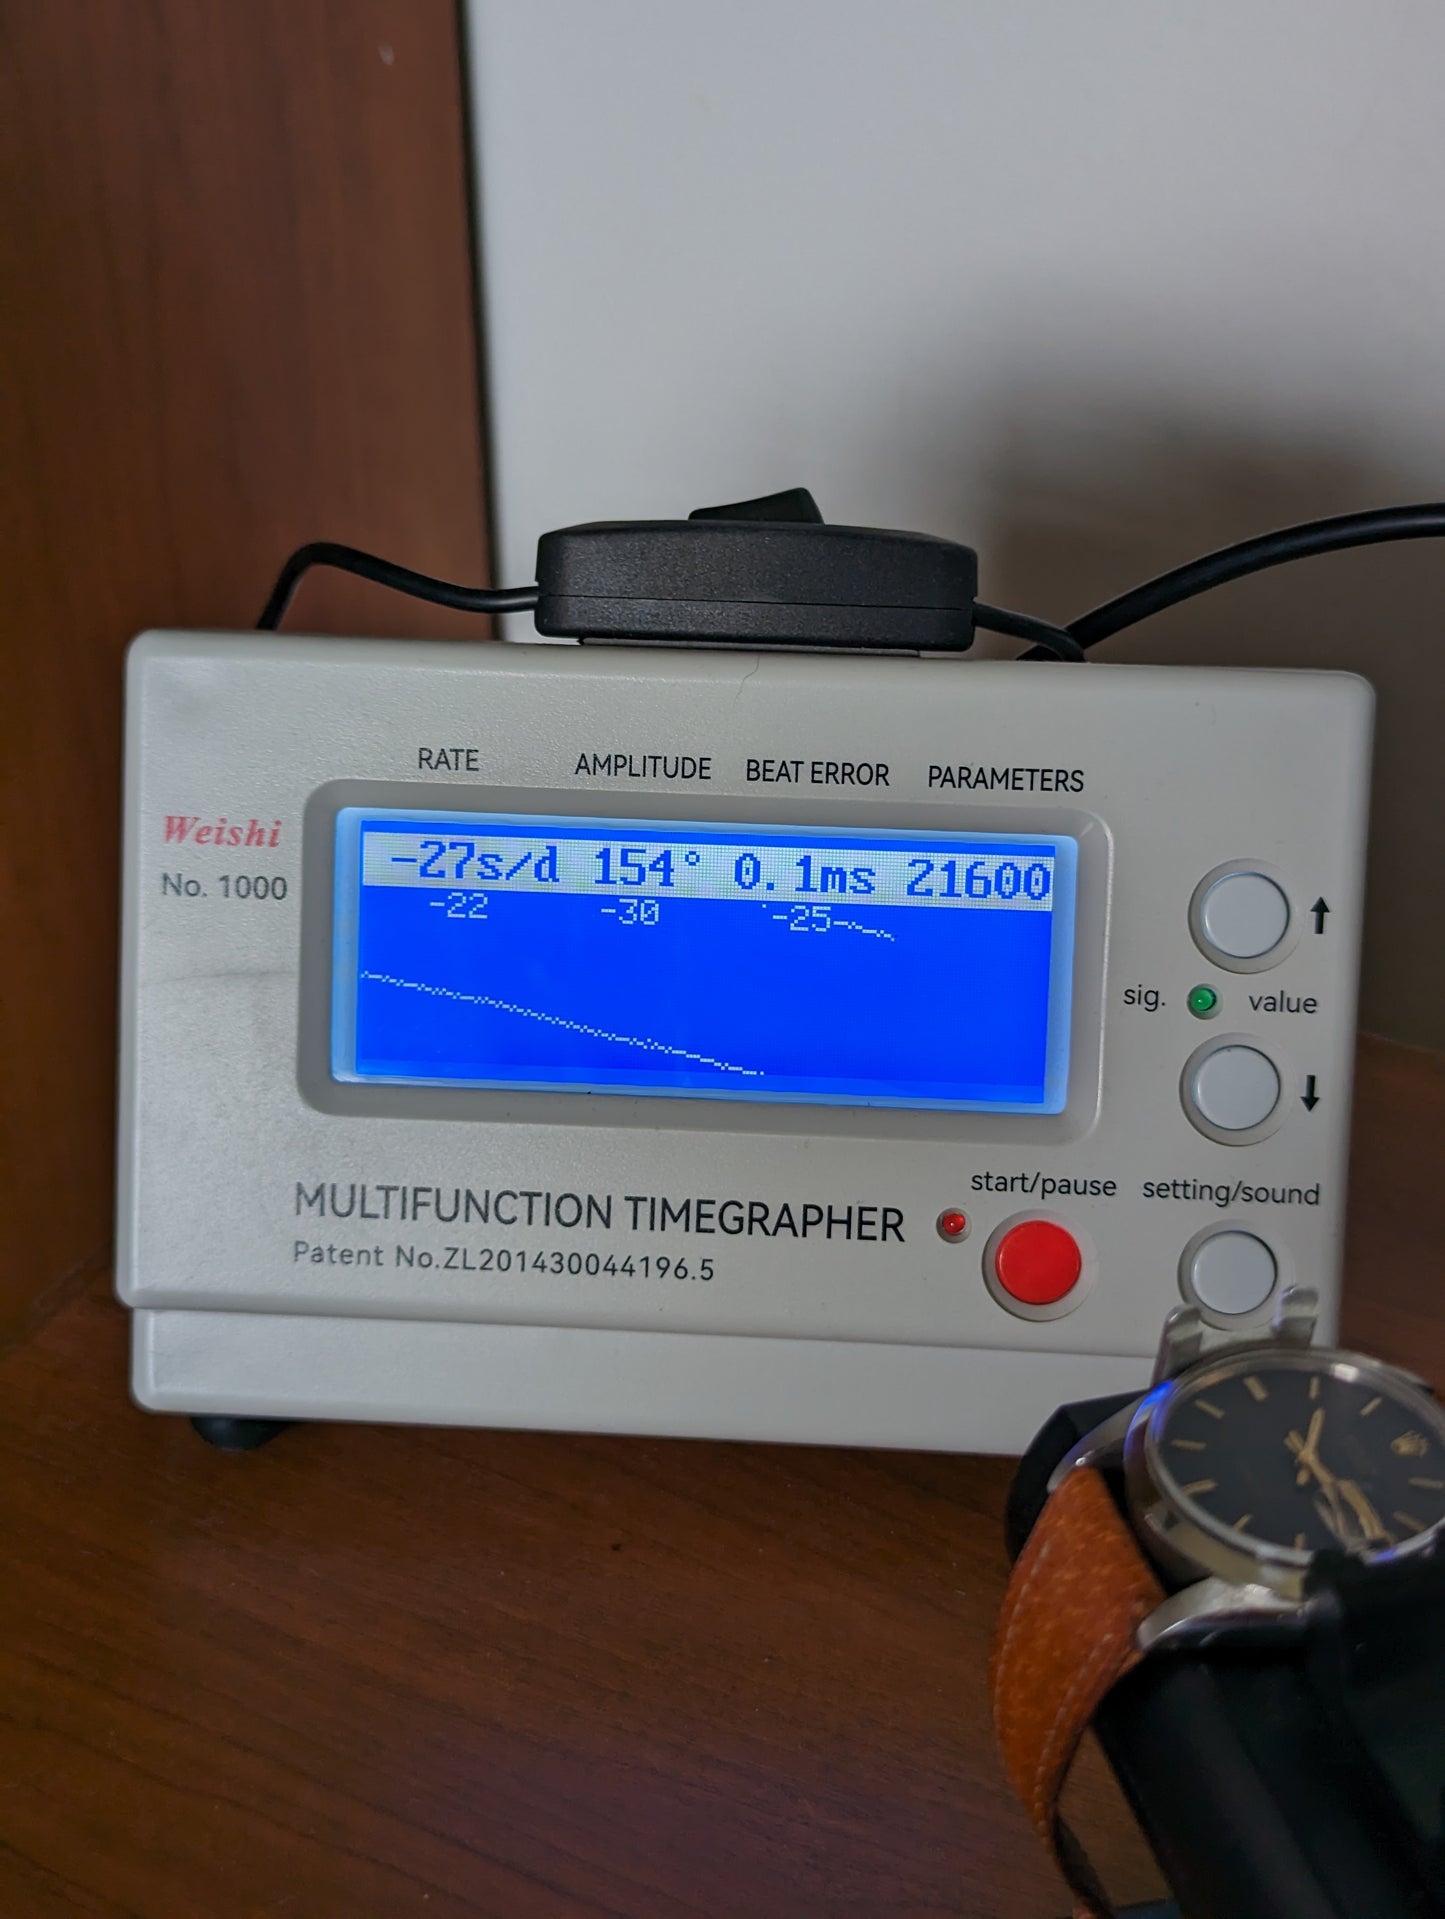 RATE AMPLITUDE BEAT ERROR PARAMETERS
Weishi
No. 1000
-27s/d 154° 0.1ms 21600
-22 -30 -25
sig. value
start/pause setting/sound
MULTIFUNCTION TIMEGRAPHER
Patent No.ZL201430044196.5